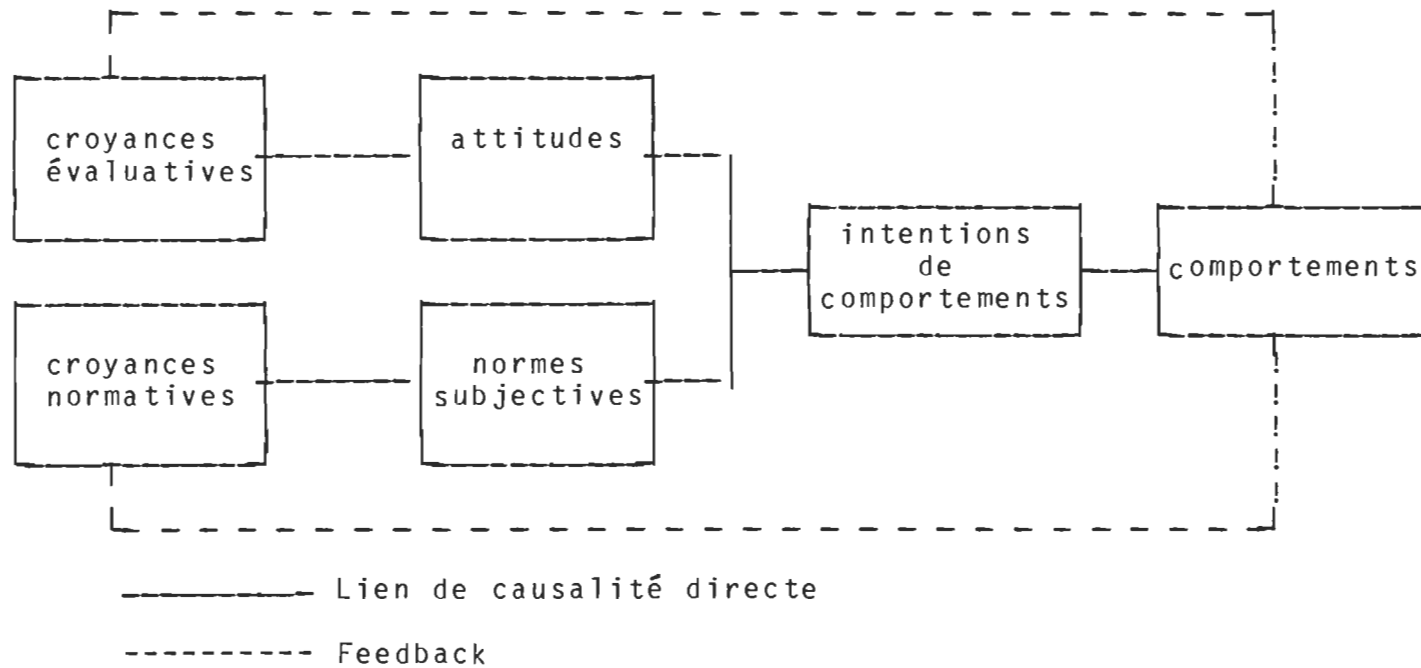 croyances
évaluatives
attitudes
croyances
normatives
normes
subjectives
intentions
de
comportements
comportements
Lien de causalité directe
Feedback